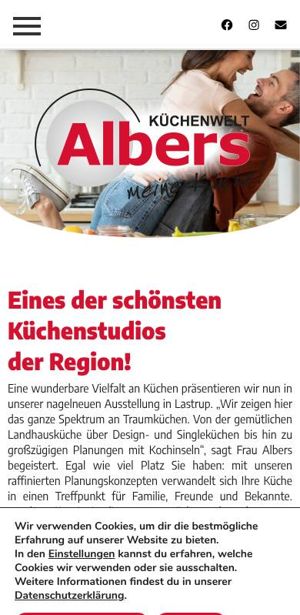 KÜCHENWELT
Albers
meine
Eines der schönsten
Küchenstudios
der Region!
Eine wunderbare Vielfalt an Küchen präsentieren wir nun in
unserer nagelneuen Ausstellung in Lastrup. „Wir zeigen hier
das ganze Spektrum an Traumküchen. Von der gemütlichen
Landhausküche über Design- und Singleküchen bis hin zu
großzügigen Planungen mit Kochinseln“, sagt Frau Albers
begeistert. Egal wie viel Platz Sie haben: mit unseren
raffinierten Planungskonzepten verwandelt sich Ihre Küche
in einen Treffpunkt für Familie, Freunde und Bekannte.
Wir verwenden Cookies, um dir die bestmögliche
Erfahrung auf unserer Website zu bieten.
In den Einstellungen kannst du erfahren, welche
Cookies wir verwenden oder sie ausschalten.
Weitere Informationen findest du in unserer
Datenschutzerklärung.